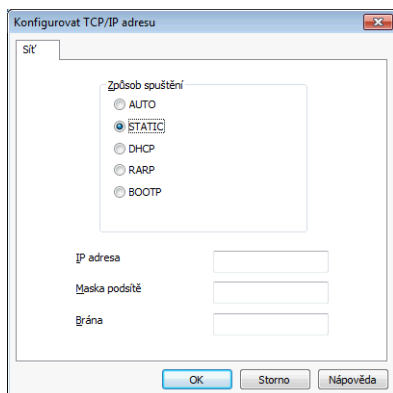 Konfigurovat TCP/IP adresu
Síť
Způsob spuštění
AUTO
STATIC
DHCP
RARP
BOOTP
IP adresa
Maska podsítě
Brána
OK Storno Nápověda